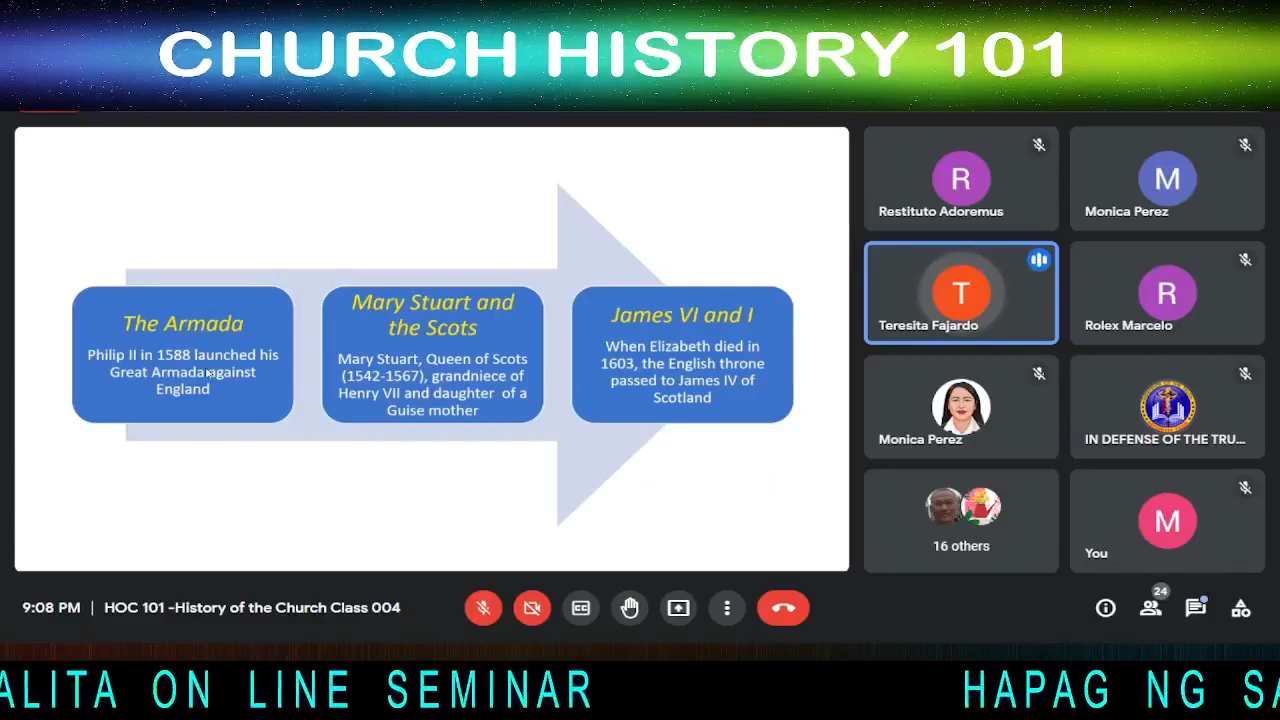 CHURCH HISTORY 101
The Armada
Philip II in 1588 launched his
Great Armada against
England
Mary Stuart and
the Scots
Mary Stuart, Queen of Scots
(1542-1567), grandniece of
Henry VII and daughter of a
Guise mother
James VI and I
When Elizabeth died in
1603, the English throne
passed to James IV of
Scotland
R
Restituto Adoremus
M
Monica Perez
T
Teresita Fajardo
R
Rolex Marcelo
Monica Perez
IN DEFENSE OF THE TRU...
16 others
M
You
9:08 PM | HOC 101 -History of the Church Class 004
CC
24
ALITA ON LINE SEMINAR HAPAG NG SA